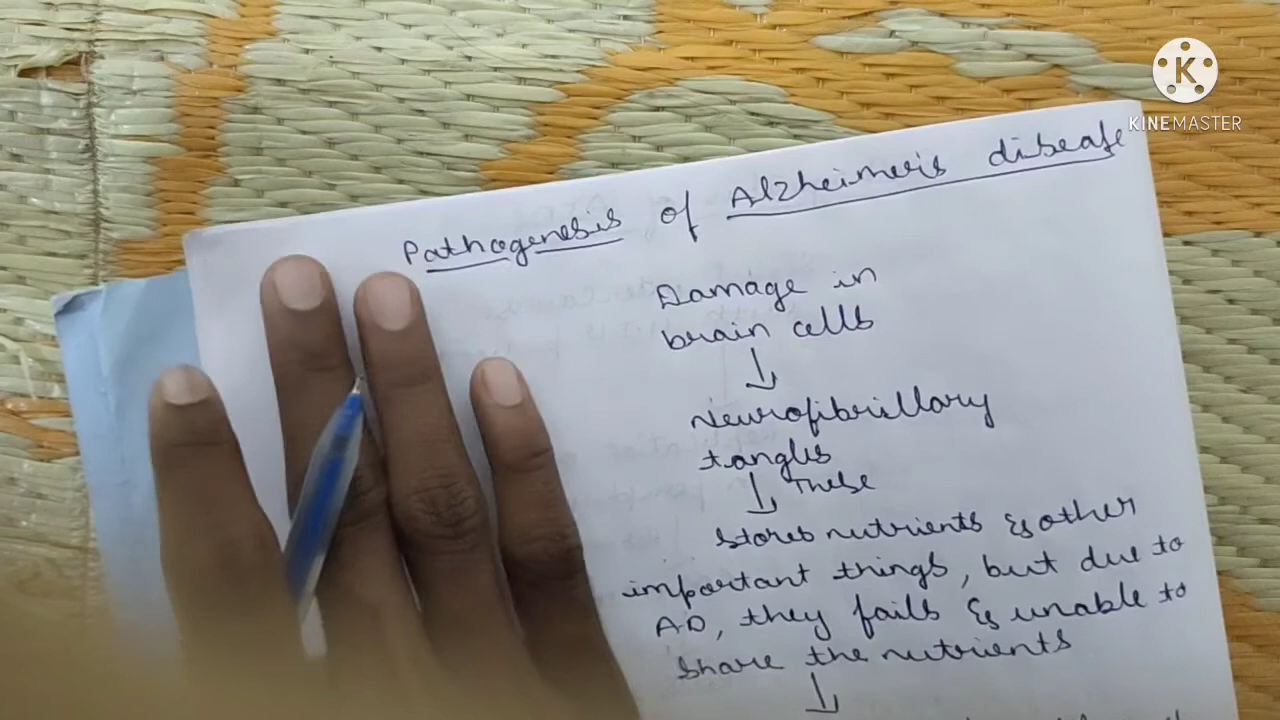 KINEMASTER
Pathogenesis of Alzheimer's disease
Damage in
brain cells
↓
Neurofibrillary
tangles
↓ These
stores nutrients & other
important things, but due to
AD, they fails & unable to
share the nutrients
↓